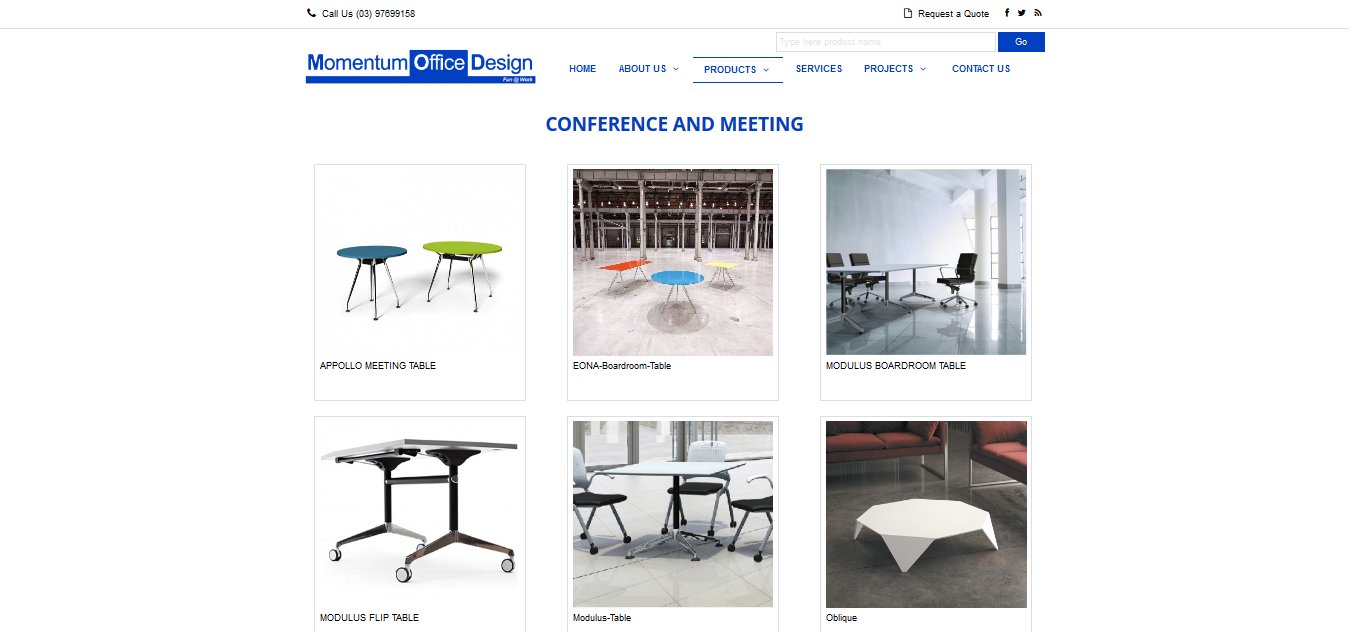 Call Us (03) 97699158
Request a Quote
Type here product name
Go
Momentum Office Design
Fun @ Work
HOME
ABOUT US
PRODUCTS
SERVICES
PROJECTS
CONTACT US
CONFERENCE AND MEETING
APPOLLO MEETING TABLE
EONA-Boardroom-Table
MODULUS BOARDROOM TABLE
MODULUS FLIP TABLE
Modulus-Table
Oblique